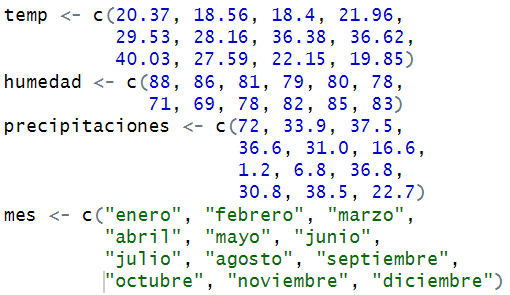 temp <- c(20.37, 18.56, 18.4, 21.96,
29.53, 28.16, 36.38, 36.62,
40.03, 27.59, 22.15, 19.85)
humedad <- c(88, 86, 81, 79, 80, 78,
71, 69, 78, 82, 85, 83)
precipitaciones <- c(72, 33.9, 37.5,
36.6, 31.0, 16.6,
1.2, 6.8, 36.8,
30.8, 38.5, 22.7)
mes <- c("enero", "febrero", "marzo",
"abril", "mayo", "junio",
"julio", "agosto", "septiembre",
"octubre", "noviembre", "diciembre")